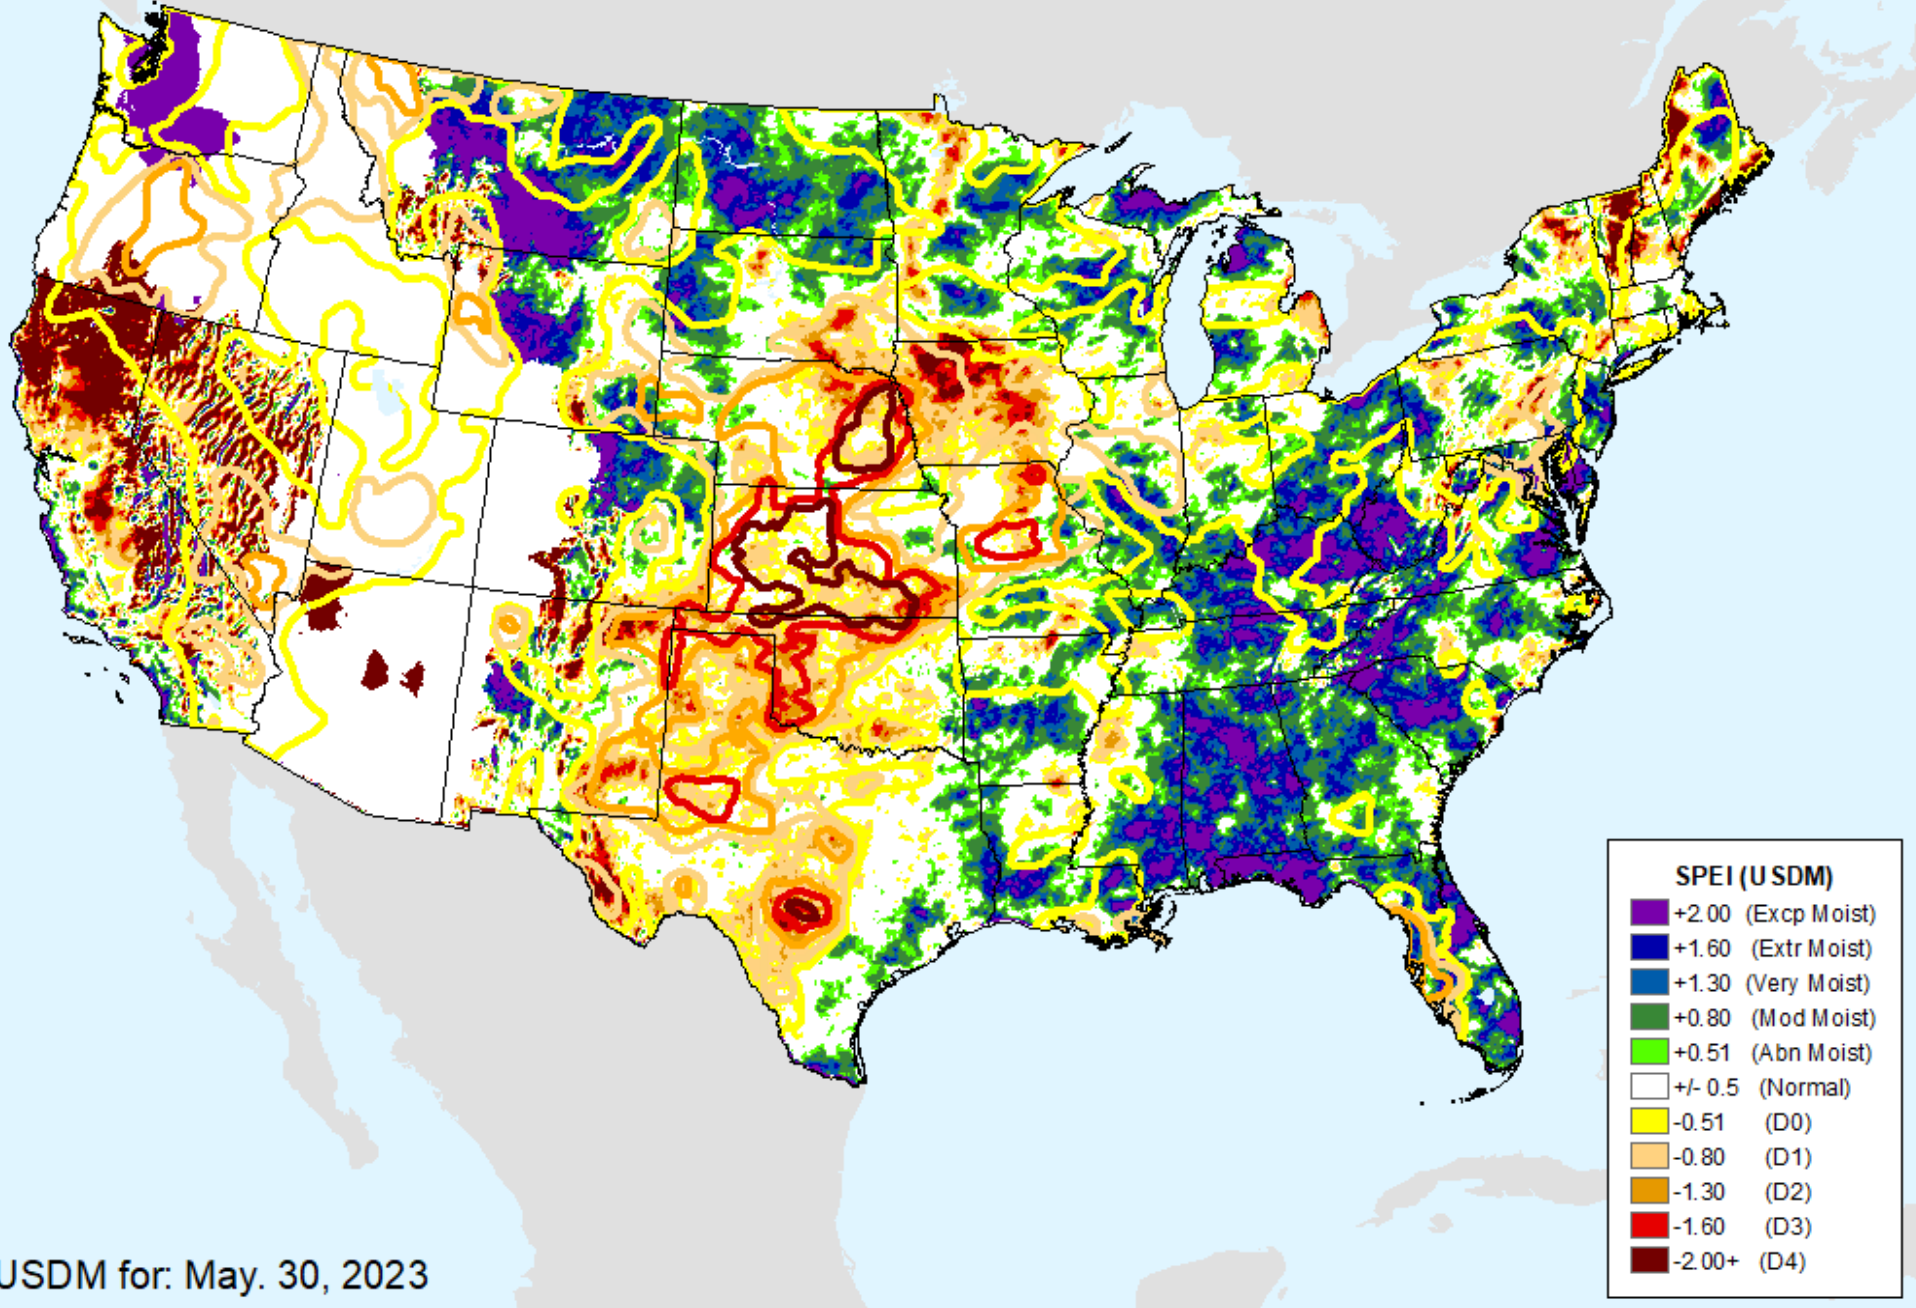 SPEI (USDM)
+2.00 (Excp Moist)
+1.60 (Extr Moist)
+1.30 (Very Moist)
+0.80 (Mod Moist)
+0.51 (Abn Moist)
+/- 0.5 (Normal)
-0.51 (D0)
-0.80 (D1)
-1.30 (D2)
-1.60 (D3)
-2.00+ (D4)
USDM for: May. 30, 2023